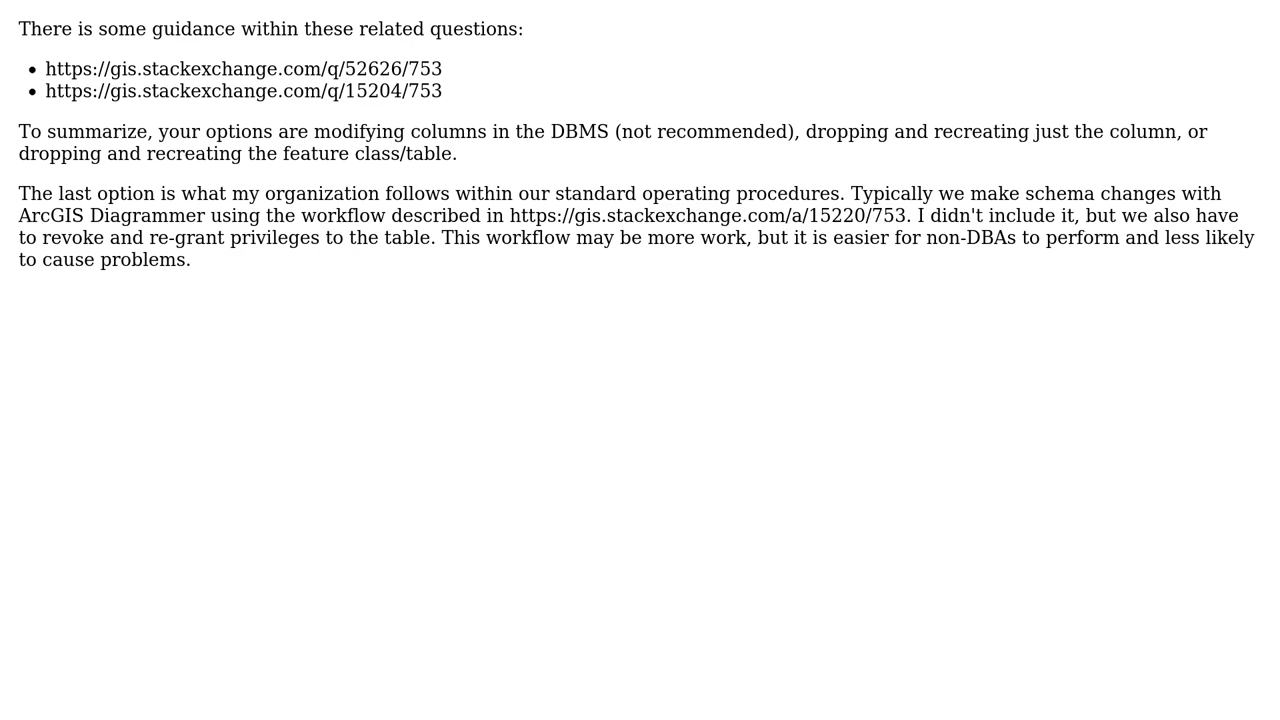 There is some guidance within these related questions:
https://gis.stackexchange.com/q/52626/753
https://gis.stackexchange.com/q/15204/753
To summarize, your options are modifying columns in the DBMS (not recommended), dropping and recreating just the column, or
dropping and recreating the feature class/table.
The last option is what my organization follows within our standard operating procedures. Typically we make schema changes with
ArcGIS Diagrammer using the workflow described in https://gis.stackexchange.com/a/15220/753. I didn't include it, but we also have
to revoke and re-grant privileges to the table. This workflow may be more work, but it is easier for non-DBAs to perform and less likely
to cause problems.